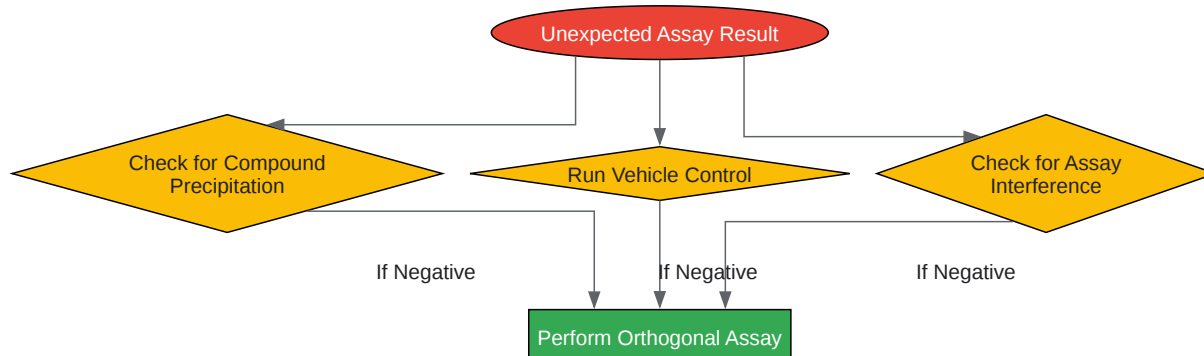 Unexpected Assay Result
Check for Compound
Precipitation
Run Vehicle Control
Check for Assay
Interference
If Negative
If Negative
If Negative
Perform Orthogonal Assay